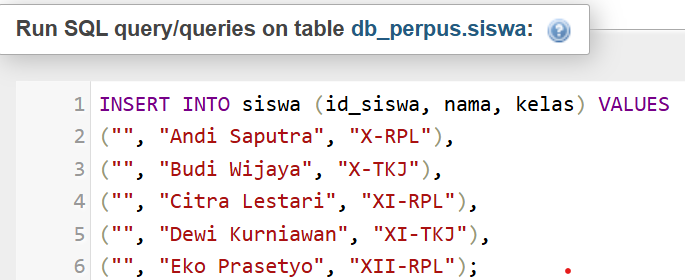 Run SQL query/queries on table db_perpus.siswa:
1 INSERT INTO siswa (id_siswa, nama, kelas) VALUES
2 ("", "Andi Saputra", "X-RPL"),
3 ("", "Budi Wijaya", "X-TKJ"),
4 ("", "Citra Lestari", "XI-RPL"),
5 ("", "Dewi Kurniawan", "XI-TKJ"),
6 ("", "Eko Prasetyo", "XII-RPL");